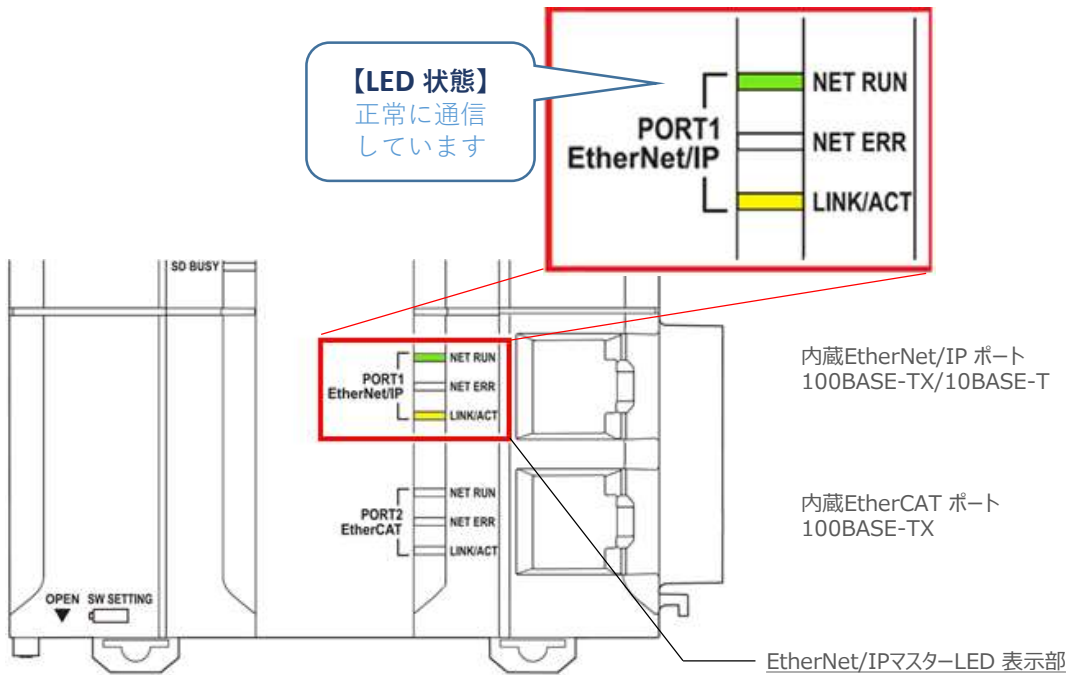 【LED 状態】
正常に通信
しています
PORT1
EtherNet/IP
NET RUN
NET ERR
LINK/ACT
SD BUSY
PORT1
EtherNet/IP
NET RUN
NET ERR
LINK/ACT
内蔵EtherNet/IP ポート
100BASE-TX/10BASE-T
PORT2
EtherCAT
NET RUN
NET ERR
LINK/ACT
内蔵EtherCAT ポート
100BASE-TX
OPEN SW SETTING
EtherNet/IPマスターLED 表示部